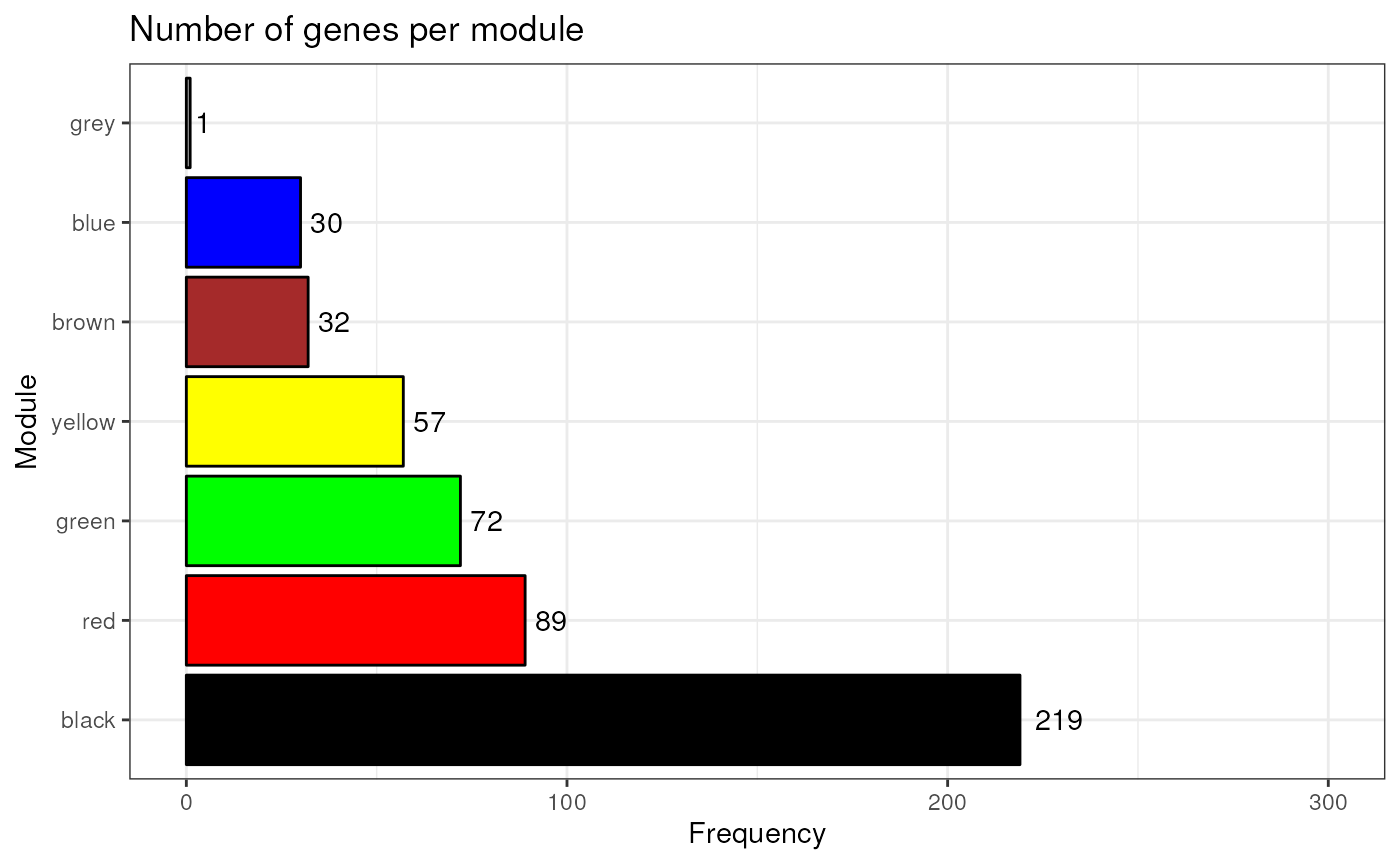 Number of genes per module
grey
1
blue
30
brown
32
yellow
57
green
72
red
89
black
219
Module
0
100
200
300
Frequency